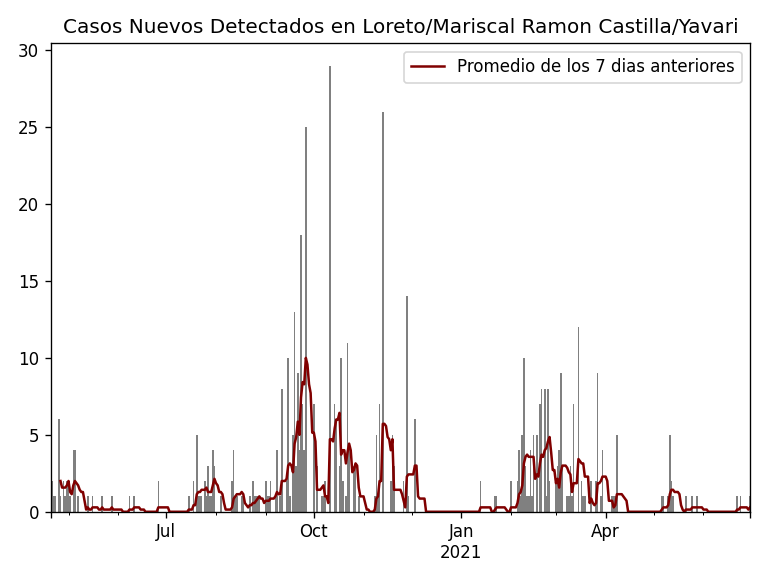 Casos Nuevos Detectados en Loreto/Mariscal Ramon Castilla/Yavari
Promedio de los 7 dias anteriores
30
25
20
15
10
5
0
Jul
Oct
Jan
2021
Apr